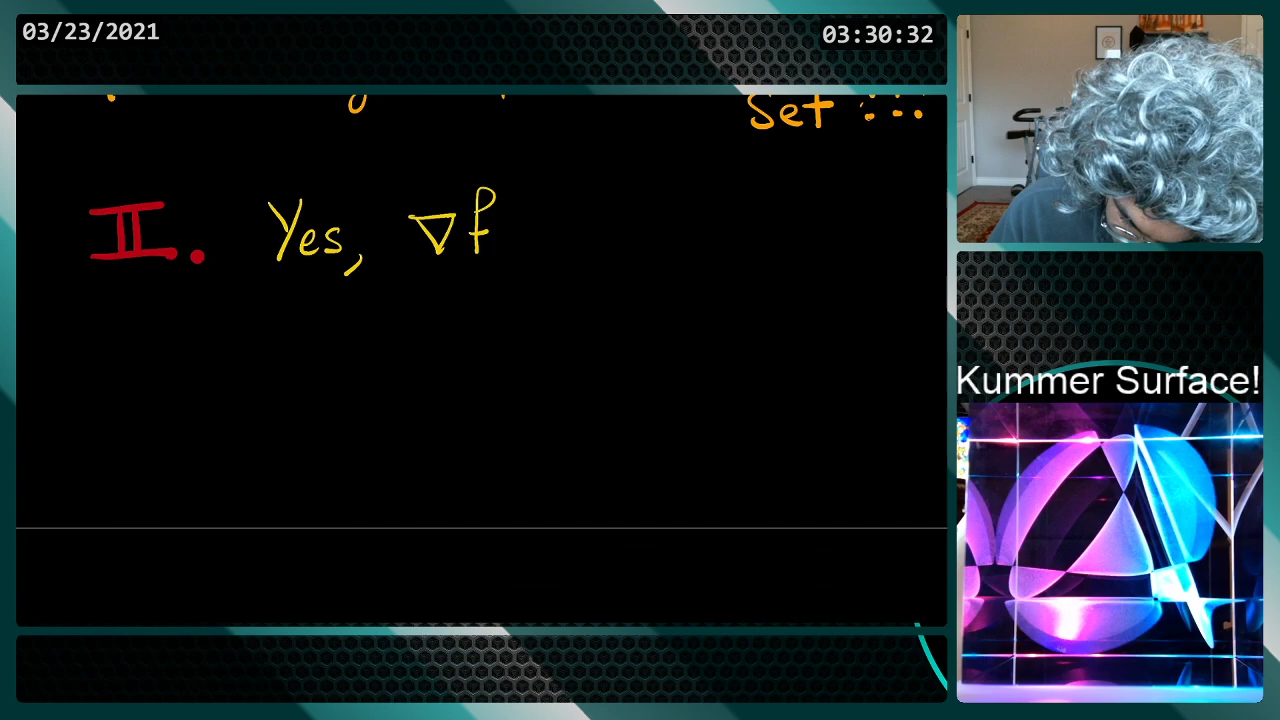 03/23/2021
03:30:32
Set :..
II. Yes, ∇f
Kummer Surface!